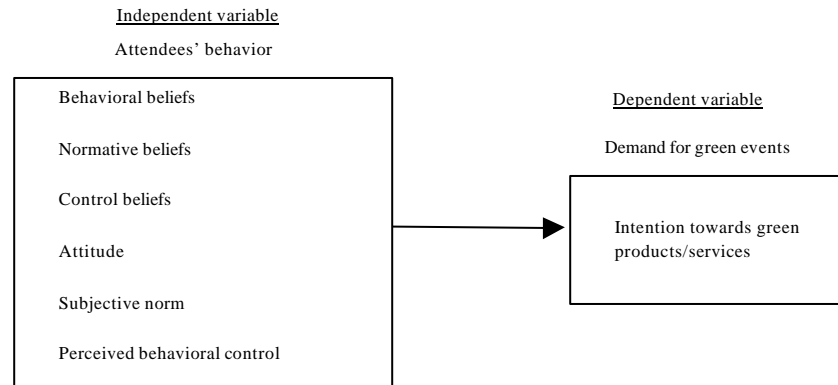 Independent variable
Attendees’ behavior
Behavioral beliefs
Normative beliefs
Control beliefs
Attitude
Subjective norm
Perceived behavioral control
Dependent variable
Demand for green events
Intention towards green
products/services